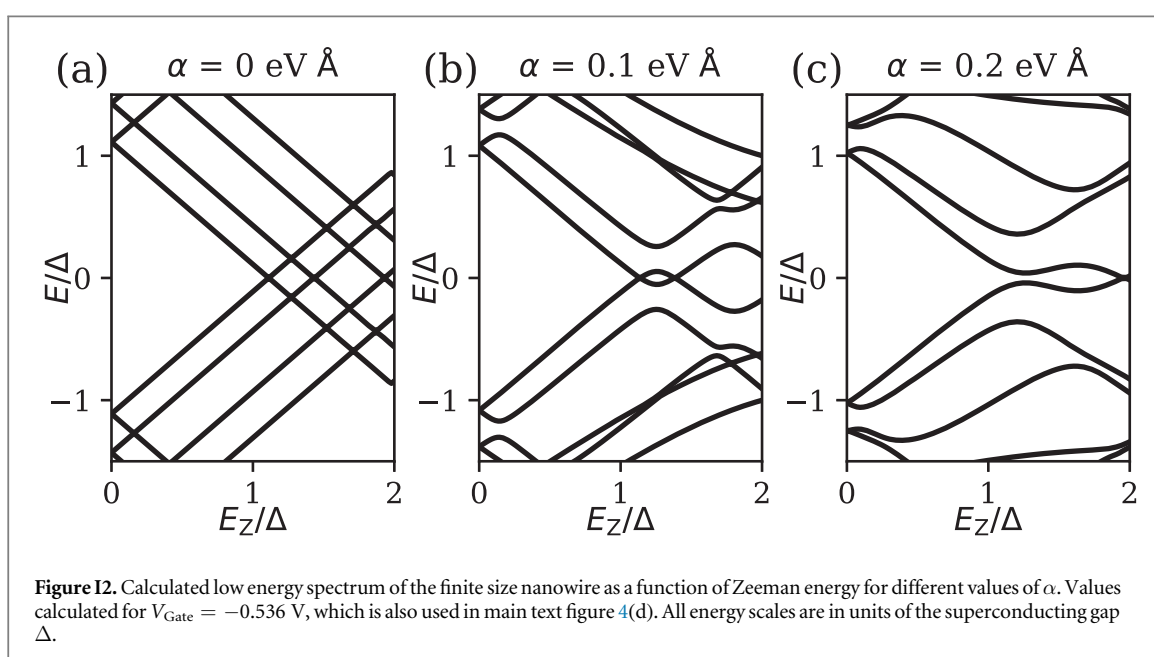 (a) α = 0 eV Å (b) α = 0.1 eV Å (c) α = 0.2 eV Å
1 1 1
E/Δ 0 E/Δ 0 E/Δ 0
−1 −1 −1
0 1 2 0 1 2 0 1 2
E_Z/Δ E_Z/Δ E_Z/Δ
Figure I2. Calculated low energy spectrum of the finite size nanowire as a function of Zeeman energy for different values of α. Values
calculated for V_Gate = −0.536 V, which is also used in main text figure 4(d). All energy scales are in units of the superconducting gap
Δ.